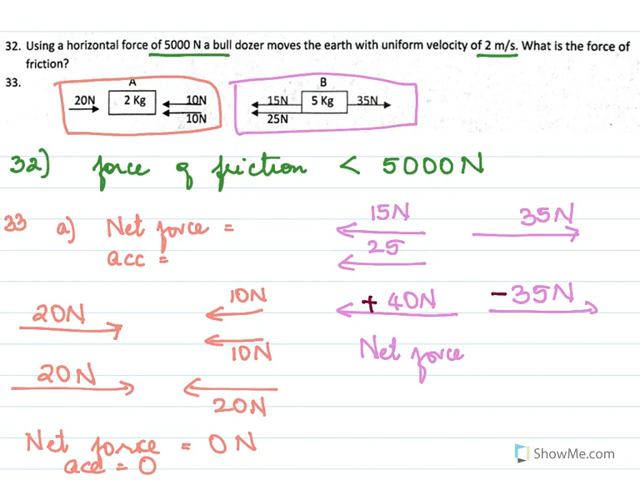 32. Using a horizontal force of 5000 N a bull dozer moves the earth with uniform velocity of 2 m/s. What is the force of
friction?
33.
A
20N 2 Kg 10N
10N
B
15N 5 Kg 35N
25N
32) force of friction < 5000N
33 a) Net force =
acc =
15N 35N
25
20N 10N
10N
+ 40N - 35N
Net force
20N 20N
Net force = 0N
acc = 0
ShowMe.com